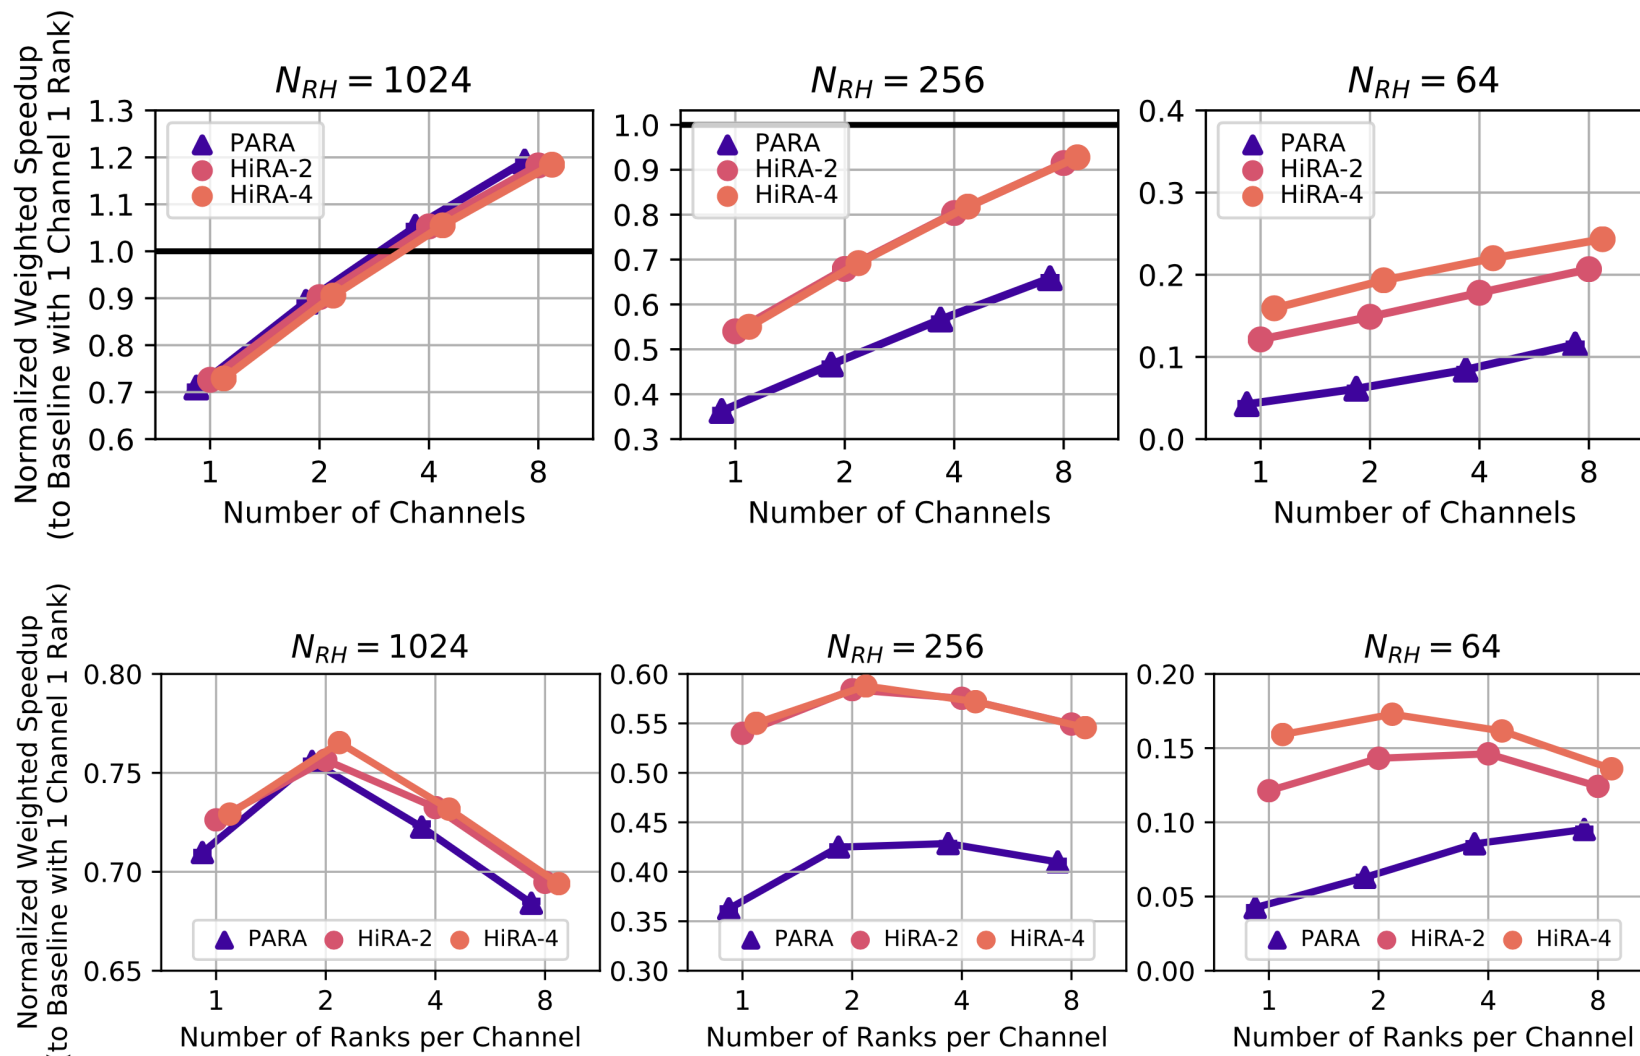 Normalized Weighted Speedup
(to Baseline with 1 Channel 1 Rank)
N_RH = 1024
1.3
1.2
1.1
1.0
0.9
0.8
0.7
0.6
PARA
HiRA-2
HiRA-4
1 2 4 8
Number of Channels
N_RH = 256
1.0
0.9
0.8
0.7
0.6
0.5
0.4
0.3
PARA
HiRA-2
HiRA-4
1 2 4 8
Number of Channels
N_RH = 64
0.4
0.3
0.2
0.1
0.0
PARA
HiRA-2
HiRA-4
1 2 4 8
Number of Channels
Normalized Weighted Speedup
(to Baseline with 1 Channel 1 Rank)
N_RH = 1024
0.80
0.75
0.70
0.65
PARA HiRA-2 HiRA-4
1 2 4 8
Number of Ranks per Channel
N_RH = 256
0.60
0.55
0.50
0.45
0.40
0.35
0.30
PARA HiRA-2 HiRA-4
1 2 4 8
Number of Ranks per Channel
N_RH = 64
0.20
0.15
0.10
0.05
0.00
PARA HiRA-2 HiRA-4
1 2 4 8
Number of Ranks per Channel